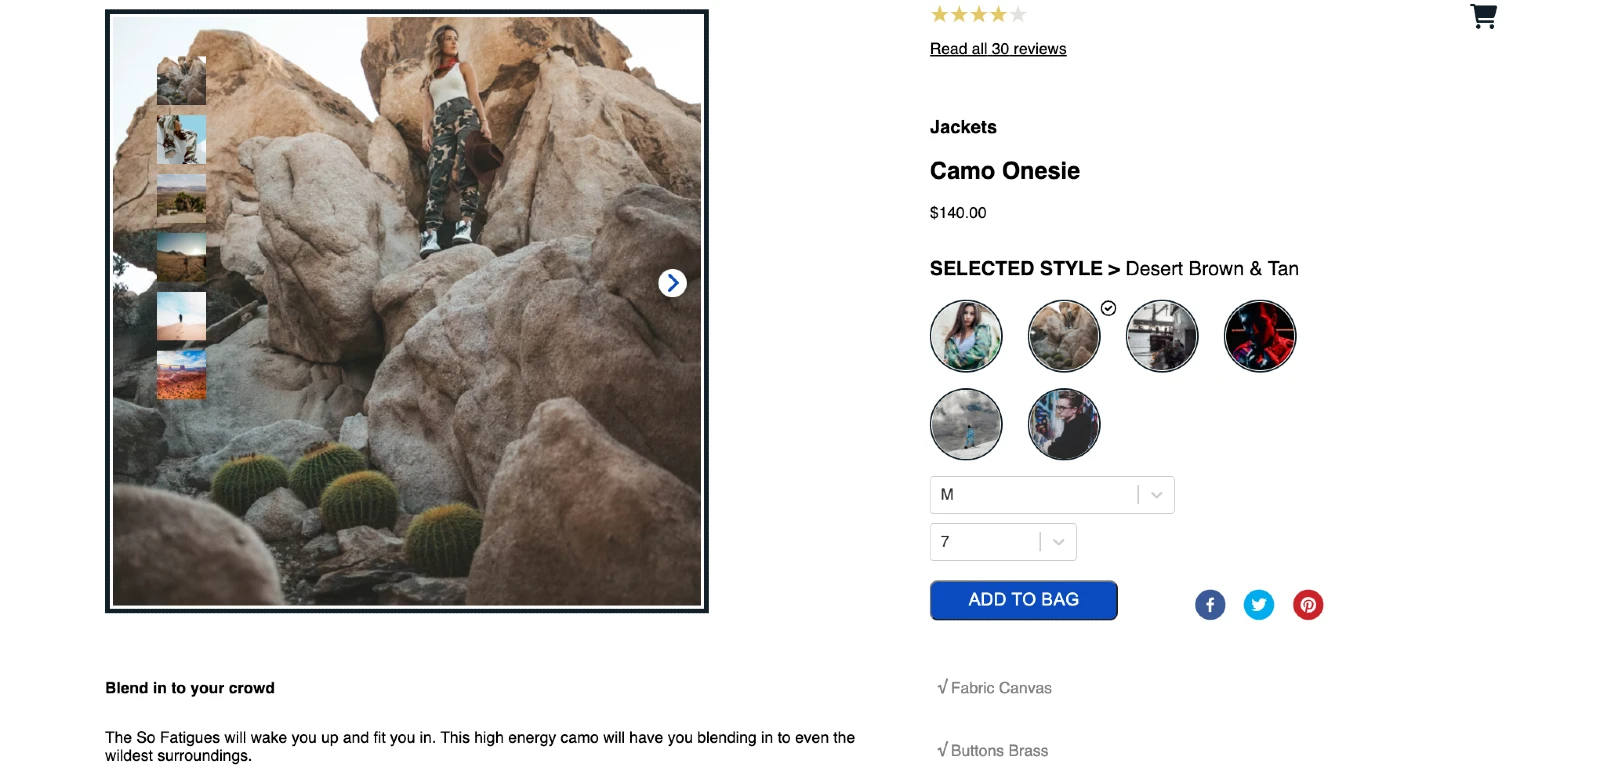 Read all 30 reviews
Jackets
Camo Onesie
$140.00
SELECTED STYLE > Desert Brown & Tan
M
7
ADD TO BAG
Blend in to your crowd
The So Fatigues will wake you up and fit you in. This high energy camo will have you blending in to even the
wildest surroundings.
√ Fabric Canvas
√ Buttons Brass